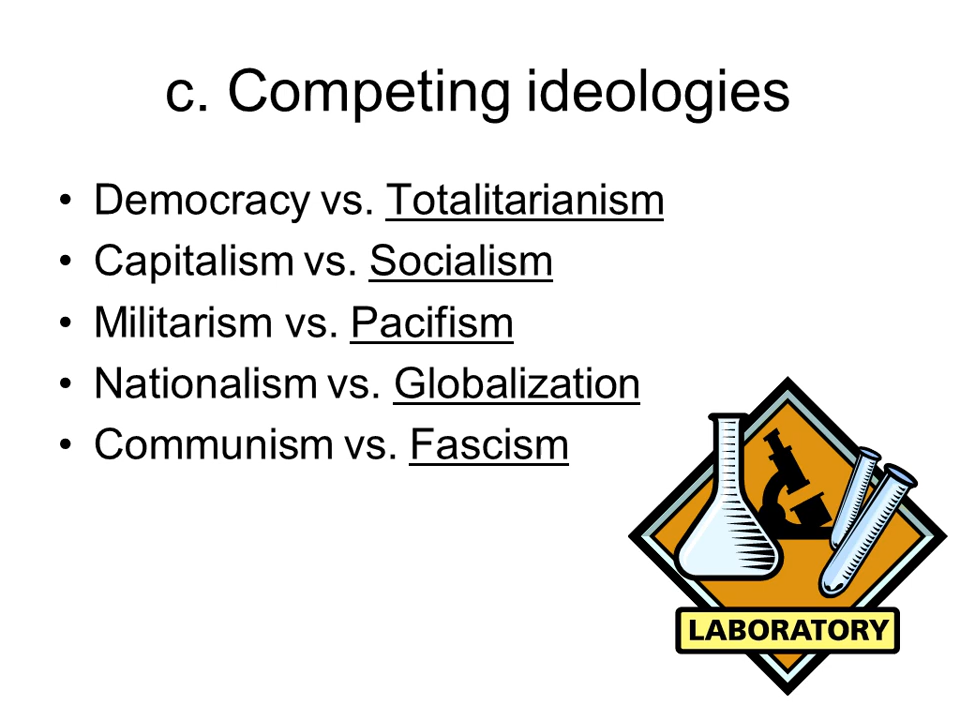 c. Competing ideologies
• Democracy vs. Totalitarianism
• Capitalism vs. Socialism
• Militarism vs. Pacifism
• Nationalism vs. Globalization
• Communism vs. Fascism
LABORATORY